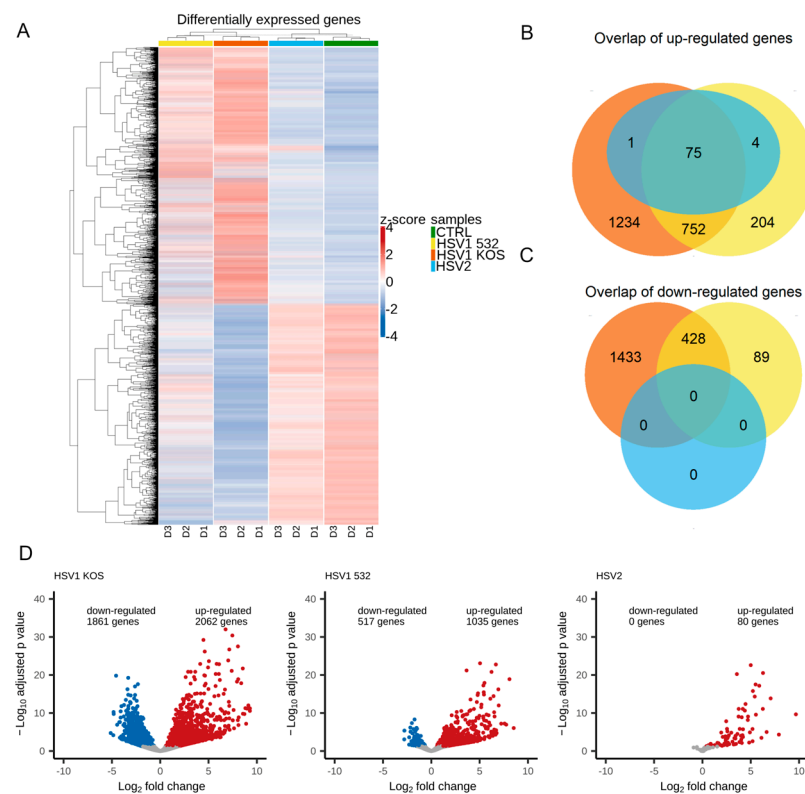 A
Differentially expressed genes
z-score
4
2
0
-2
-4
samples
CTRL
HSV1 532
HSV1 KOS
HSV2
D3 D2 D1 D3 D2 D1 D3 D2 D1 D3 D2 D1
B
Overlap of up-regulated genes
1
75
4
1234
752
204
C
Overlap of down-regulated genes
1433
428
89
0
0
0
0
D
HSV1 KOS
down-regulated
1861 genes
up-regulated
2062 genes
− Log10 adjusted p value
40
30
20
10
0
-10 -5 0 5 10
Log2 fold change
HSV1 532
down-regulated
517 genes
up-regulated
1035 genes
− Log10 adjusted p value
40
30
20
10
0
-10 -5 0 5 10
Log2 fold change
HSV2
down-regulated
0 genes
up-regulated
80 genes
− Log10 adjusted p value
40
30
20
10
0
-10 -5 0 5 10
Log2 fold change